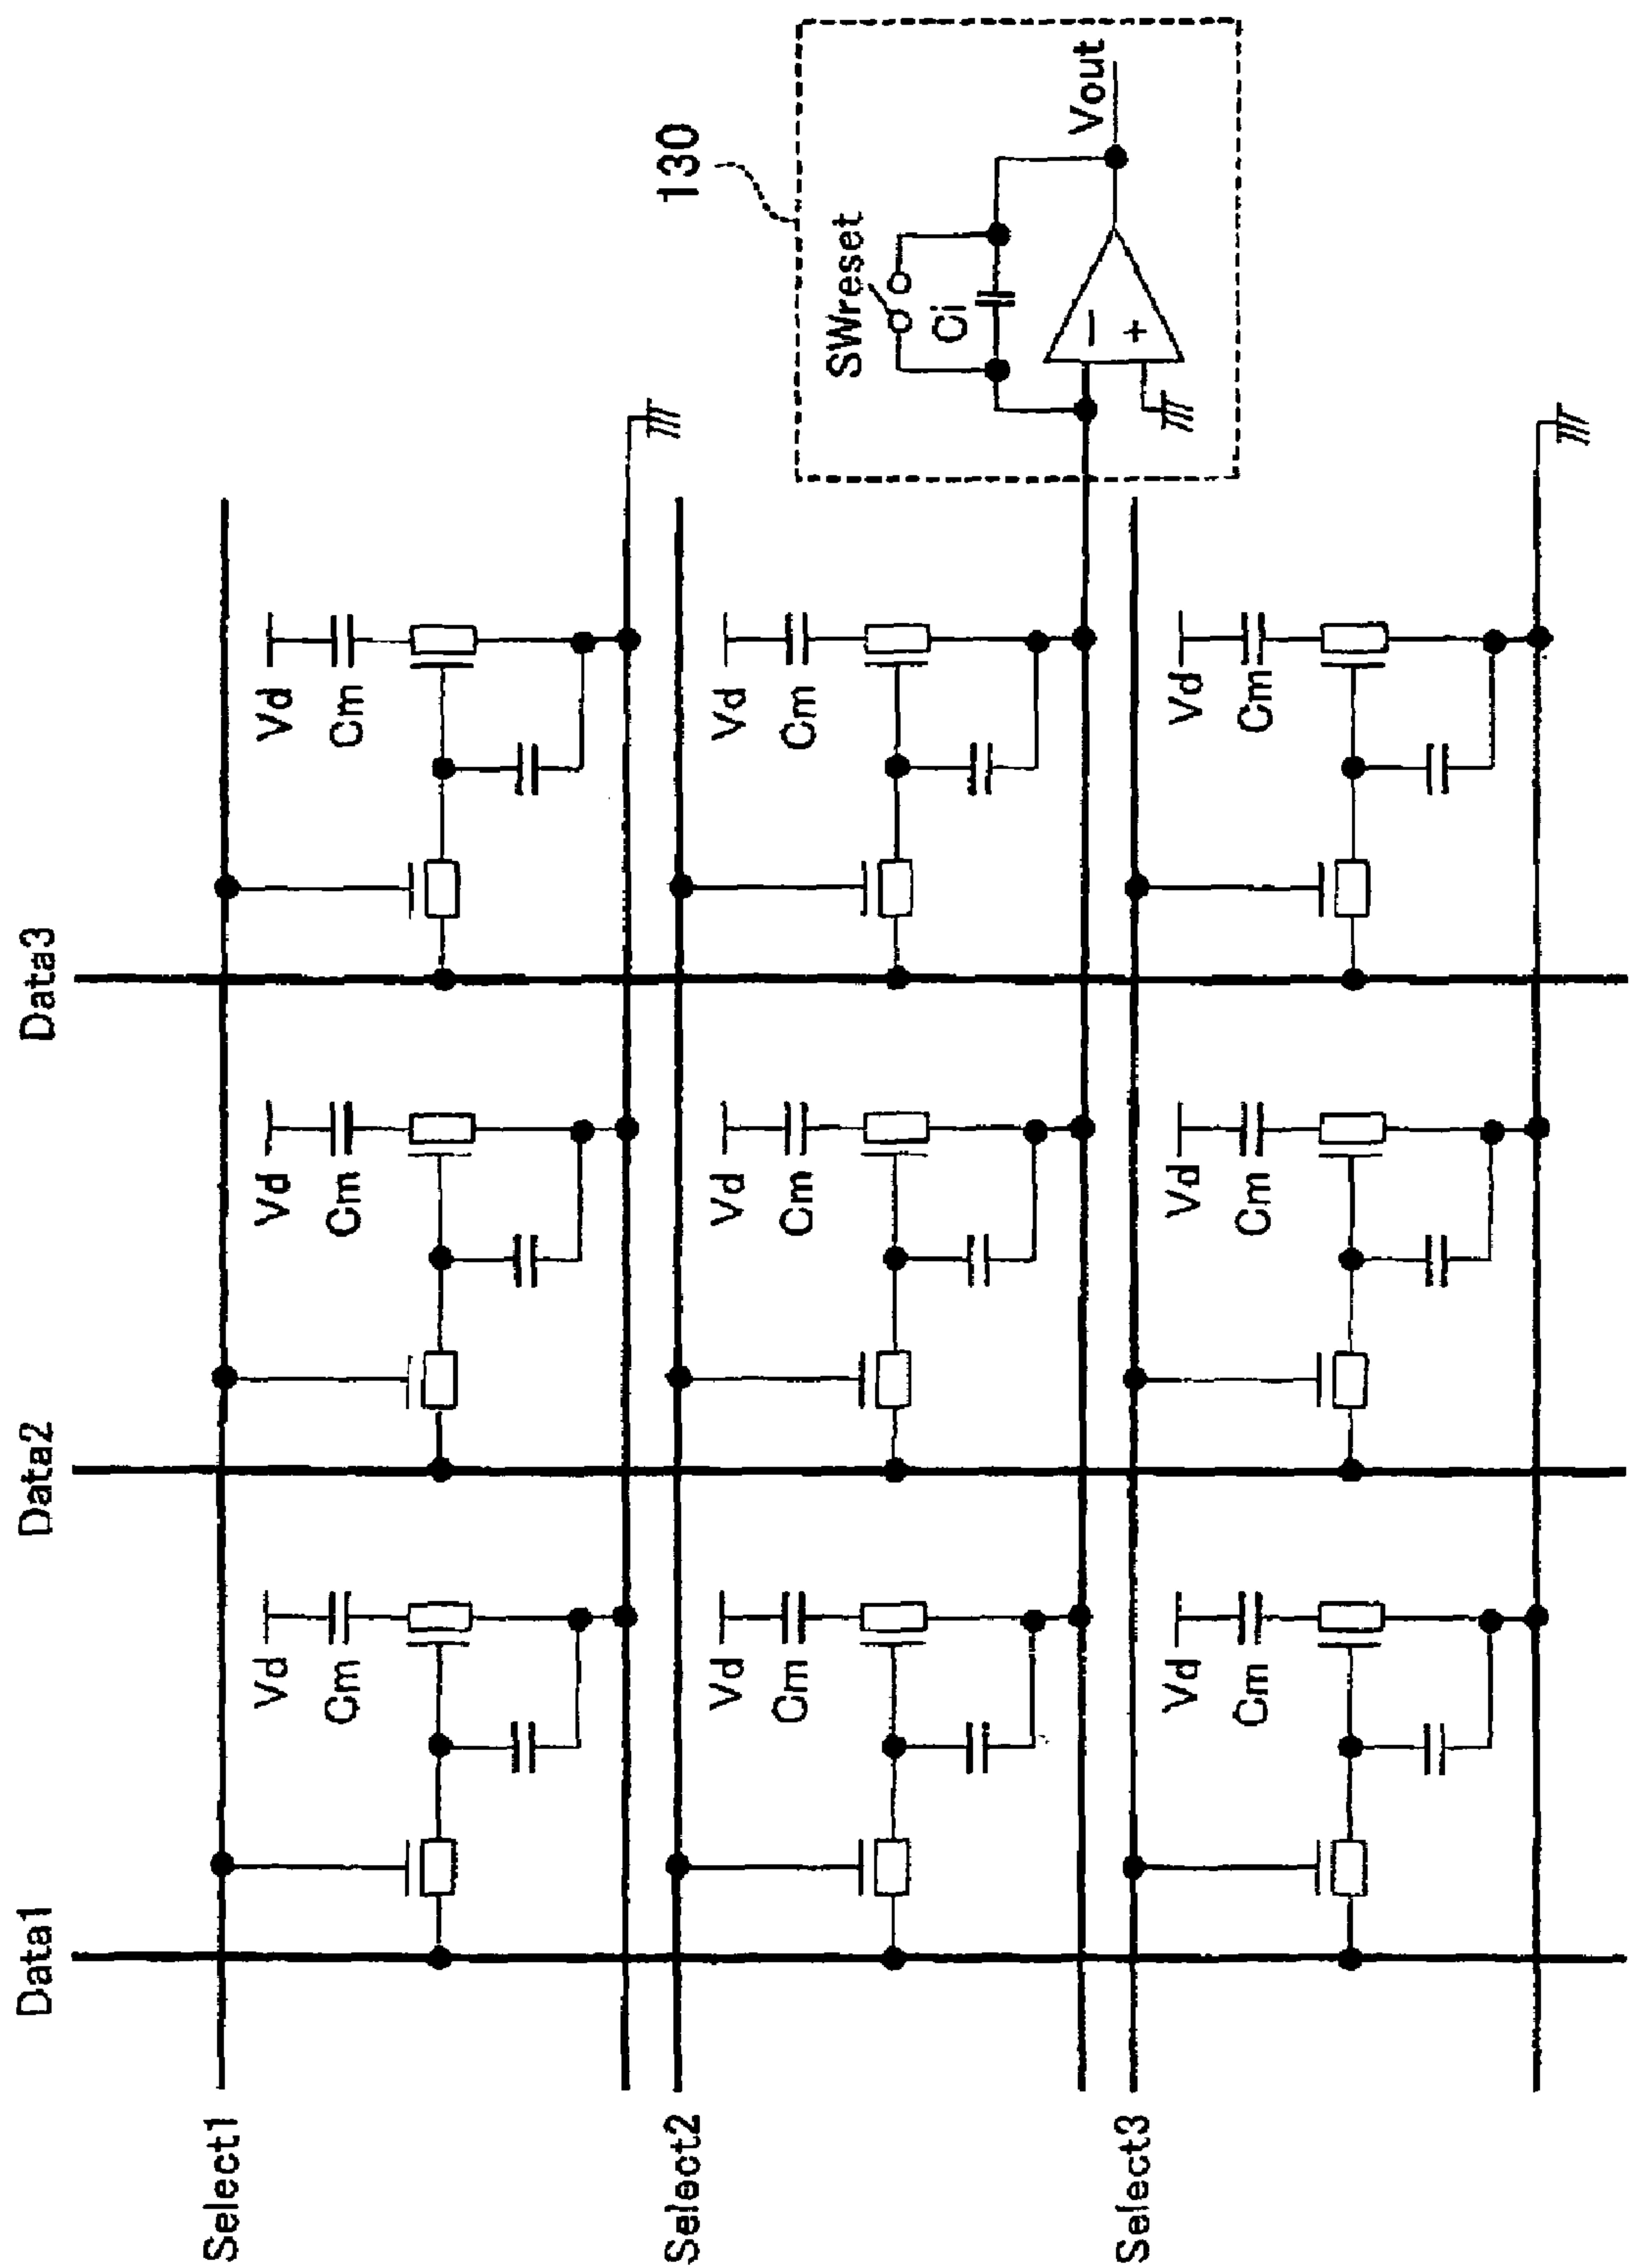 Data1
Data2
Data3
Select1
Vd
Vd
Vd
Cm
Cm
Cm
Select2
130
Vd
Vd
Vd
Cm
Cm
Cm
SWreset
Ci
−
Vout
+
Select3
Vd
Vd
Vd
Cm
Cm
Cm